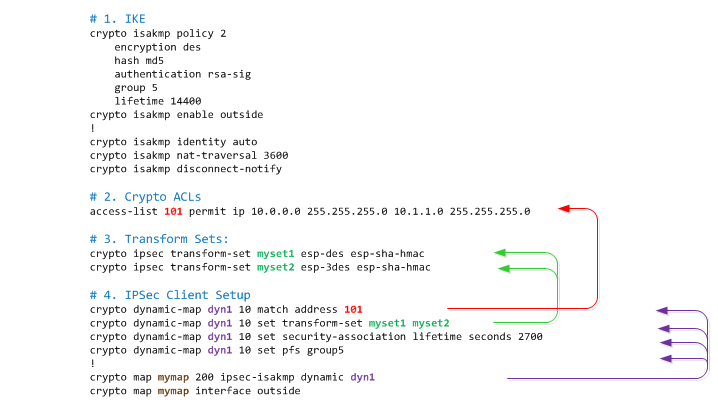 # 1. IKE
crypto isakmp policy 2
encryption des
hash md5
authentication rsa-sig
group 5
lifetime 14400
crypto isakmp enable outside
!
crypto isakmp identity auto
crypto isakmp nat-traversal 3600
crypto isakmp disconnect-notify
# 2. Crypto ACLs
access-list 101 permit ip 10.0.0.0 255.255.255.0 10.1.1.0 255.255.255.0
# 3. Transform Sets:
crypto ipsec transform-set myset1 esp-des esp-sha-hmac
crypto ipsec transform-set myset2 esp-3des esp-sha-hmac
# 4. IPSec Client Setup
crypto dynamic-map dyn1 10 match address 101
crypto dynamic-map dyn1 10 set transform-set myset1 myset2
crypto dynamic-map dyn1 10 set security-association lifetime seconds 2700
crypto dynamic-map dyn1 10 set pfs group5
!
crypto map mymap 200 ipsec-isakmp dynamic dyn1
crypto map mymap interface outside